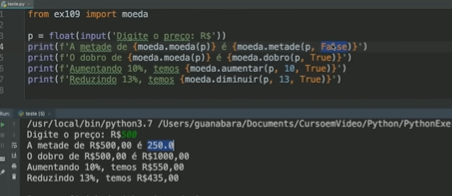 teste.py
1 from ex109 import moeda
3 p = float(input('Digite o preço: R$'))
4 print(f'A metade de {moeda.moeda(p)} é {moeda.metade(p, False)}')
print(f'O dobro de {moeda.moeda(p)} é {moeda.dobro(p, True)}')
print(f'Aumentando 10%, temos {moeda.aumentar(p, 10, True)}')
print(f'Reduzindo 13%, temos {moeda.diminuir(p, 13, True)}')
Run: teste
/usr/local/bin/python3.7 /Users/guanabara/Documents/CursoemVideo/Python/PythonExe
Digite o preço: R$500
A metade de R$500,00 é 250.0
O dobro de R$500,00 é R$1000,00
Aumentando 10%, temos R$550,00
Reduzindo 13%, temos R$435,00